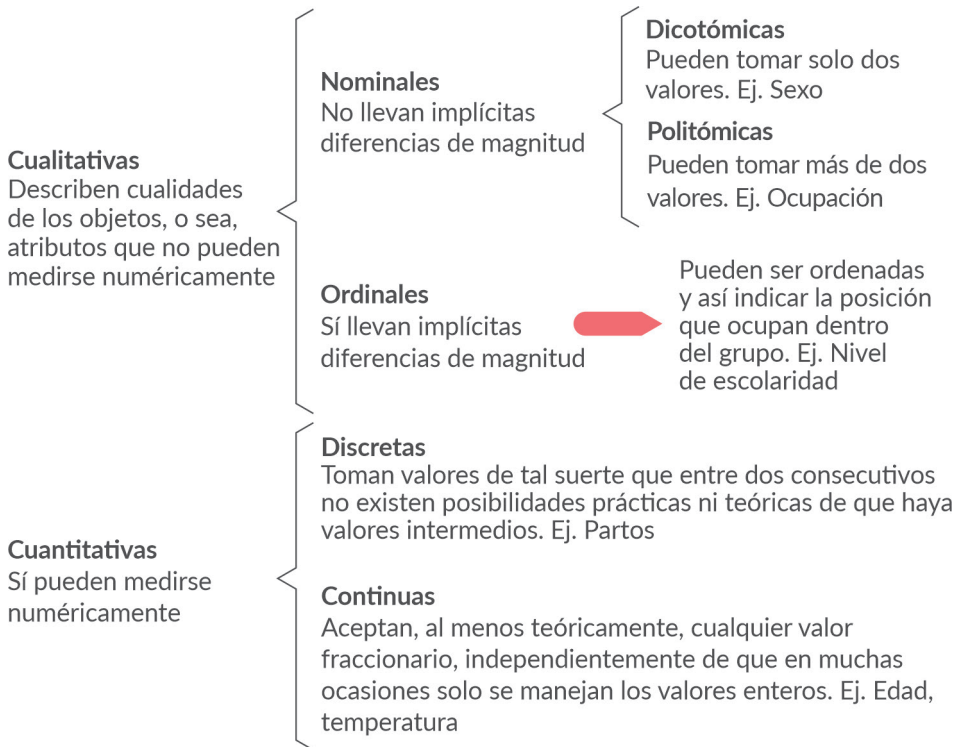 Cualitativas
Describen cualidades
de los objetos, o sea,
atributos que no pueden
medirse numéricamente
Nominales
No llevan implícitas
diferencias de magnitud
Dicotómicas
Pueden tomar solo dos
valores. Ej. Sexo
Politómicas
Pueden tomar más de dos
valores. Ej. Ocupación
Ordinales
Sí llevan implícitas
diferencias de magnitud
Pueden ser ordenadas
y así indicar la posición
que ocupan dentro
del grupo. Ej. Nivel
de escolaridad
Cuantitativas
Sí pueden medirse
numéricamente
Discretas
Toman valores de tal suerte que entre dos consecutivos
no existen posibilidades prácticas ni teóricas de que haya
valores intermedios. Ej. Partos
Continuas
Aceptan, al menos teóricamente, cualquier valor
fraccionario, independientemente de que en muchas
ocasiones solo se manejan los valores enteros. Ej. Edad,
temperatura